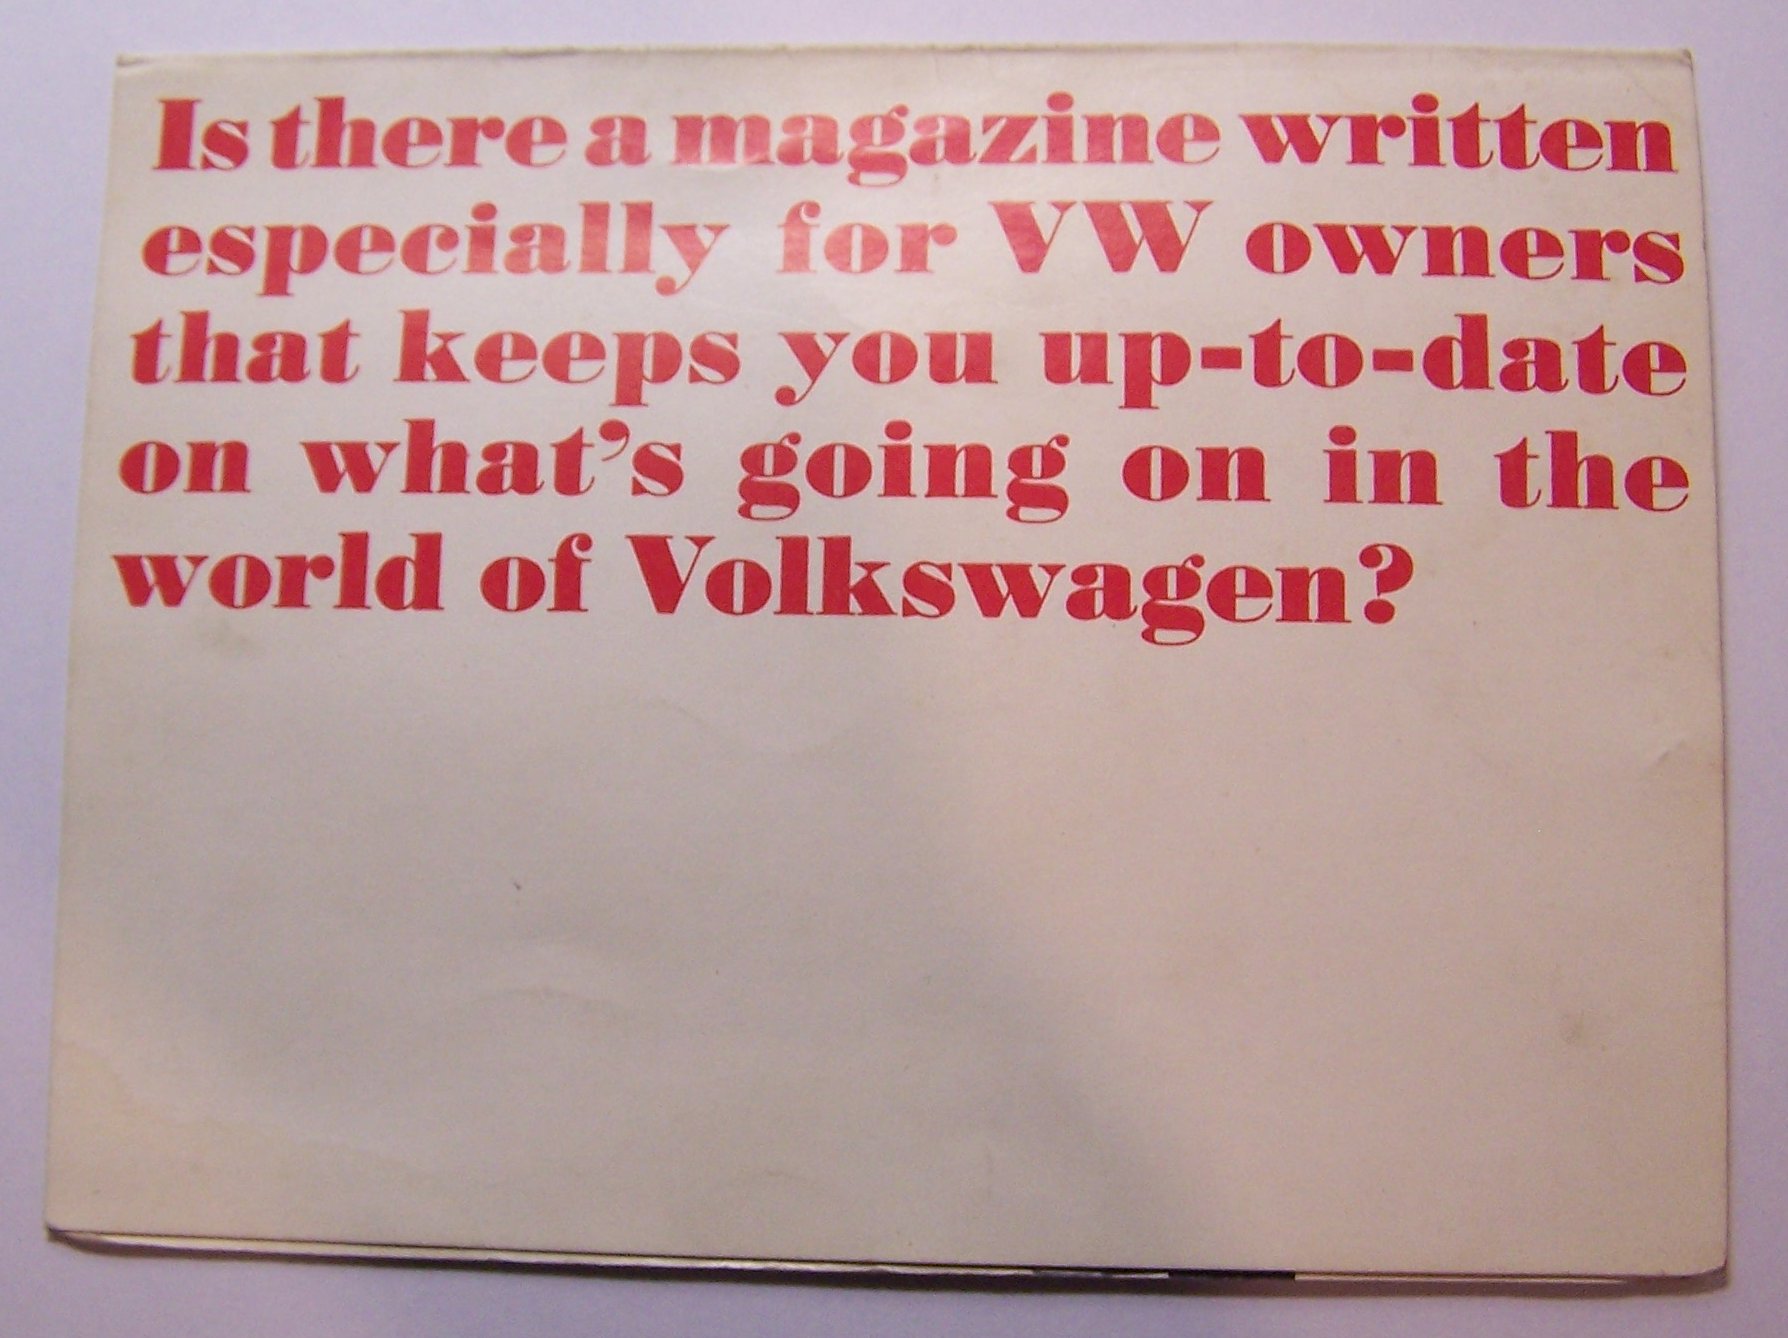 Is there a magazine written
especially for VW owners
that keeps you up-to-date
on what’s going on in the
world of Volkswagen?